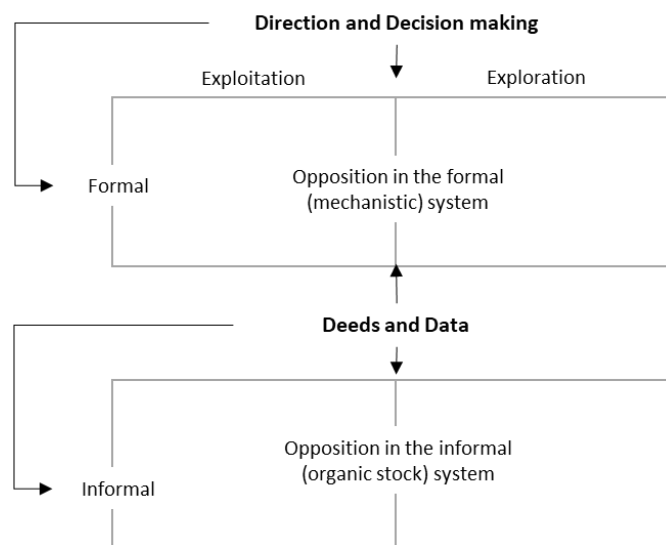 Direction and Decision making
Exploitation
Exploration
Formal
Opposition in the formal
(mechanistic) system
Deeds and Data
Opposition in the informal
(organic stock) system
Informal